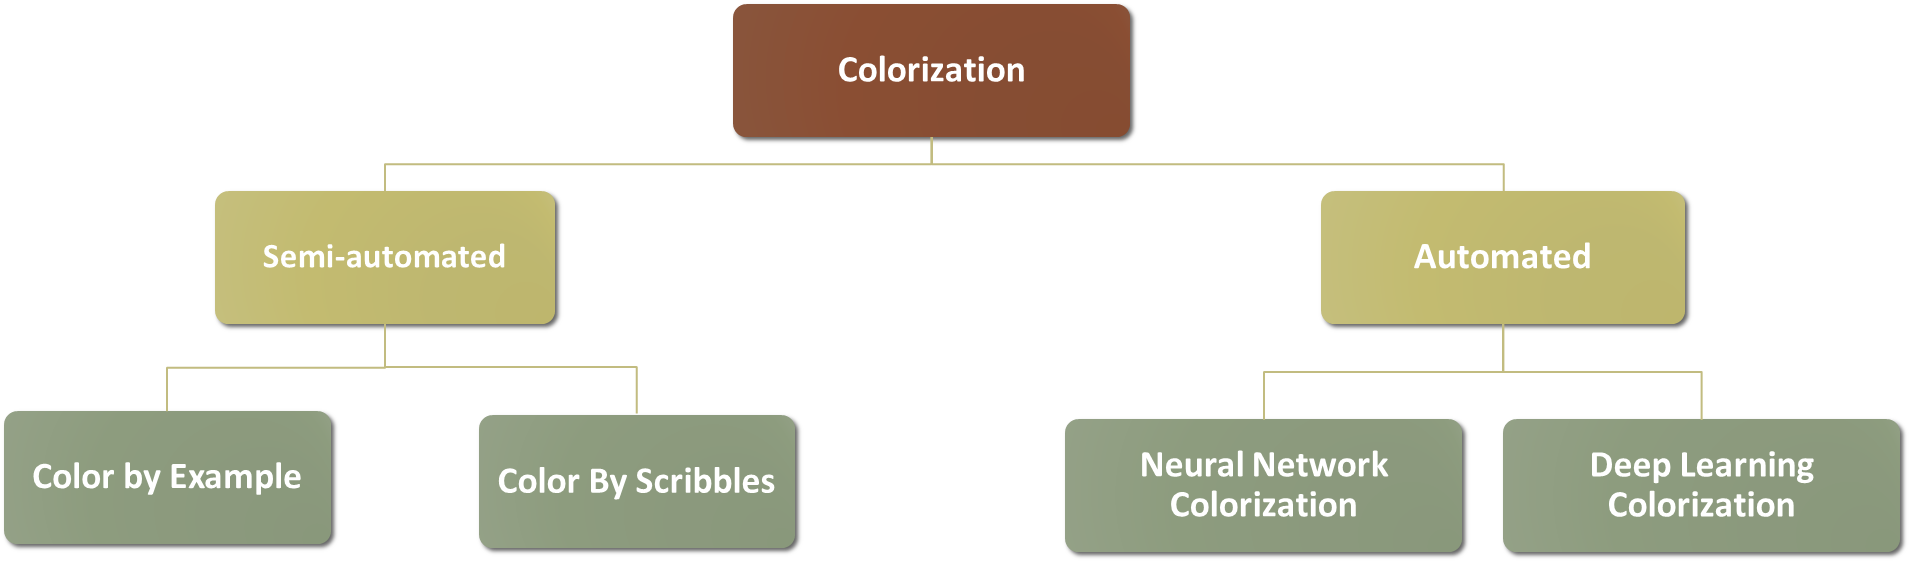 Colorization
Semi-automated
Automated
Color by Example
Color By Scribbles
Neural Network
Colorization
Deep Learning
Colorization